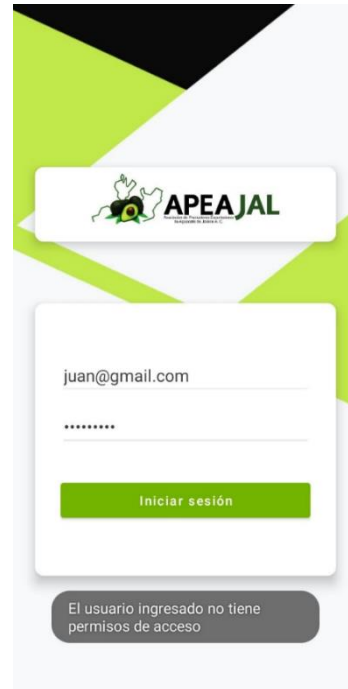 APEAJAL
juan@gmail.com
•••••••••
Iniciar sesión
El usuario ingresado no tiene
permisos de acceso